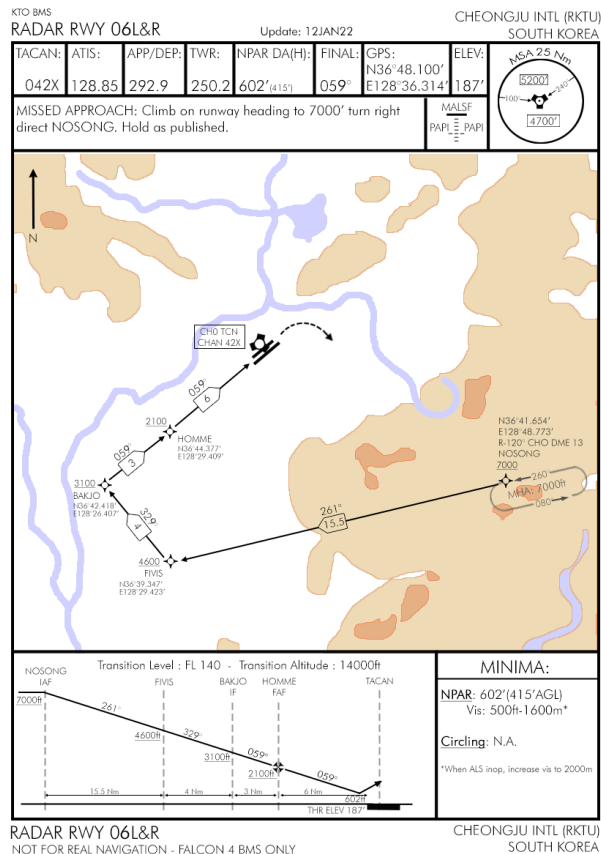 KTO BMS
RADAR RWY 06L&R
Update: 12JAN22
CHEONGJU INTL (RKTU)
SOUTH KOREA
TACAN: ATIS: APP/DEP: TWR: NPAR DA(H): FINAL: GPS: ELEV:
042X 128.85 292.9 250.2 602'(415') 059° N36°48.100' E128°36.314' 187'
MSA 25 Nm
5200'
100°
240°
4700'
MISSED APPROACH: Climb on runway heading to 7000' turn right
direct NOSONG. Hold as published.
MALSF
PAPI PAPI
N
CH0 TCN
CHAN 42X
059°
6
2100
HOMME
N36°44.377'
E128°29.409'
059°
3
3100
BAKJO
N36°42.418'
E128°26.407'
329°
4
4600
FIVIS
N36°39.347'
E128°29.423'
261°
15.5
N36°41.654'
E128°48.773'
R-120° CHO DME 13
NOSONG
7000
260°
MHA: 7000ft
080°
Transition Level : FL 140 - Transition Altitude : 14000ft
NOSONG
IAF
FIVIS
BAKJO
IF
HOMME
FAF
TACAN
7000ft
261°
4600ft
329°
3100ft
059°
2100ft
059°
602ft
15.5 Nm
4 Nm
3 Nm
6 Nm
THR ELEV 187'
MINIMA:
NPAR: 602'(415'AGL)
Vis: 500ft-1600m*
Circling: N.A.
*When ALS inop, increase vis to 2000m
RADAR RWY 06L&R
NOT FOR REAL NAVIGATION - FALCON 4 BMS ONLY
CHEONGJU INTL (RKTU)
SOUTH KOREA